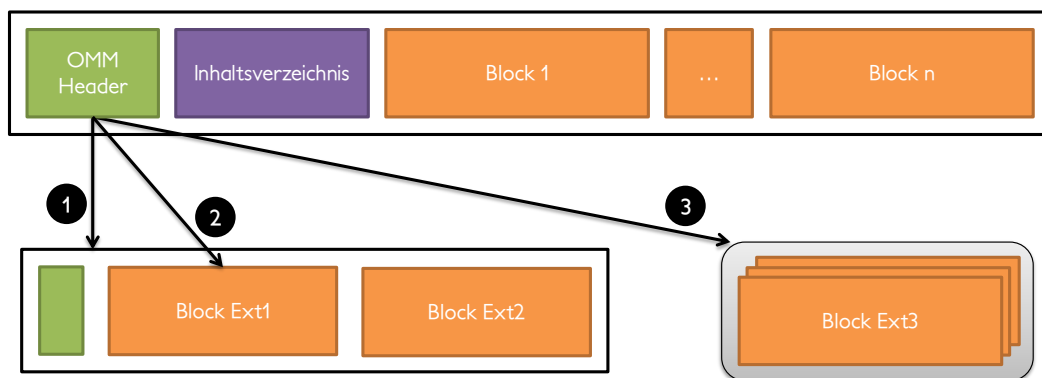 OMM
Header
Inhaltsverzeichnis
Block 1
...
Block n
1
2
3
Block Ext1
Block Ext2
Block Ext3